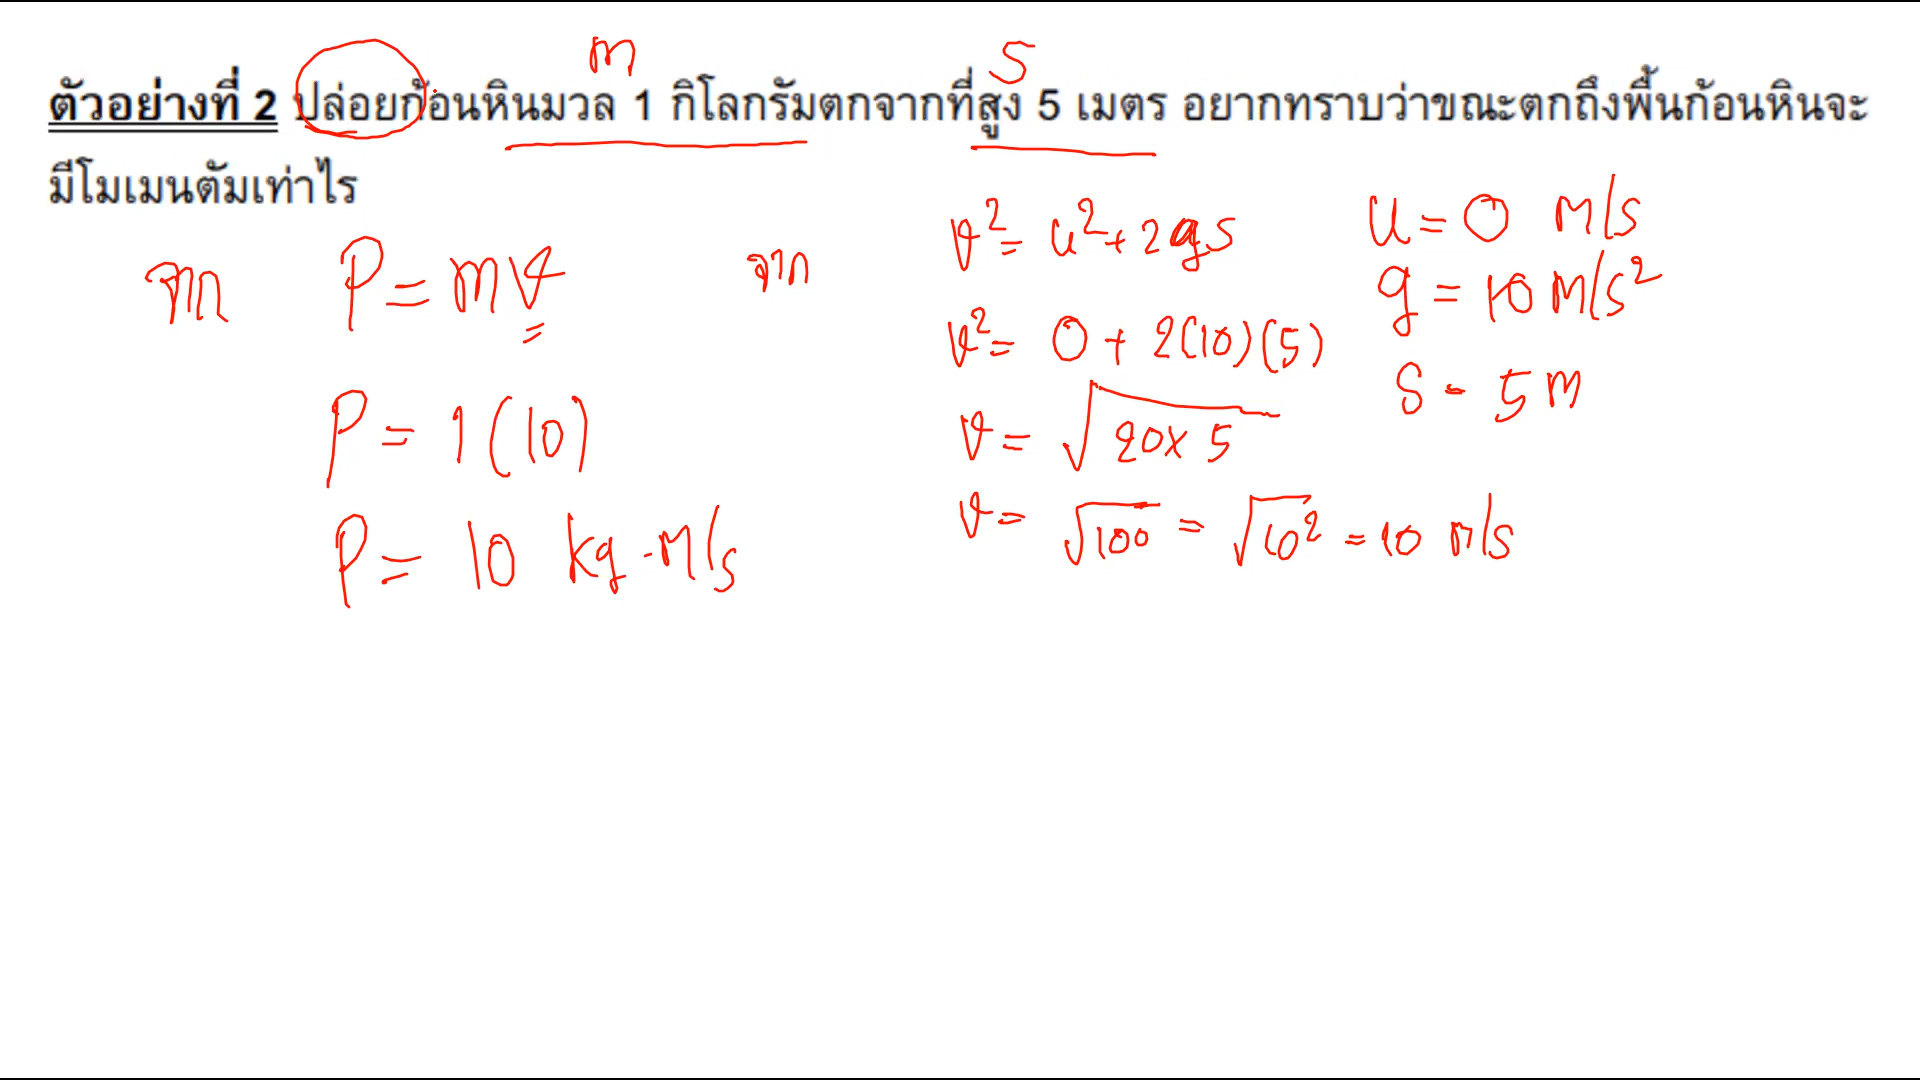 m S
ตัวอย่างที่ 2 ปล่อยก้อนหินมวล 1 กิโลกรัมตกจากที่สูง 5 เมตร อยากทราบว่าขณะตกถึงพื้นก้อนหินจะ
มีโมเมนตัมเท่าไร
จาก P = mv
P = 1(10)
P = 10 kg·m/s
จาก v² = u² + 2gs
v² = 0 + 2(10)(5)
v = √20×5
v = √100 = √10² = 10 m/s
u = 0 m/s
g = 10 m/s²
S = 5 m